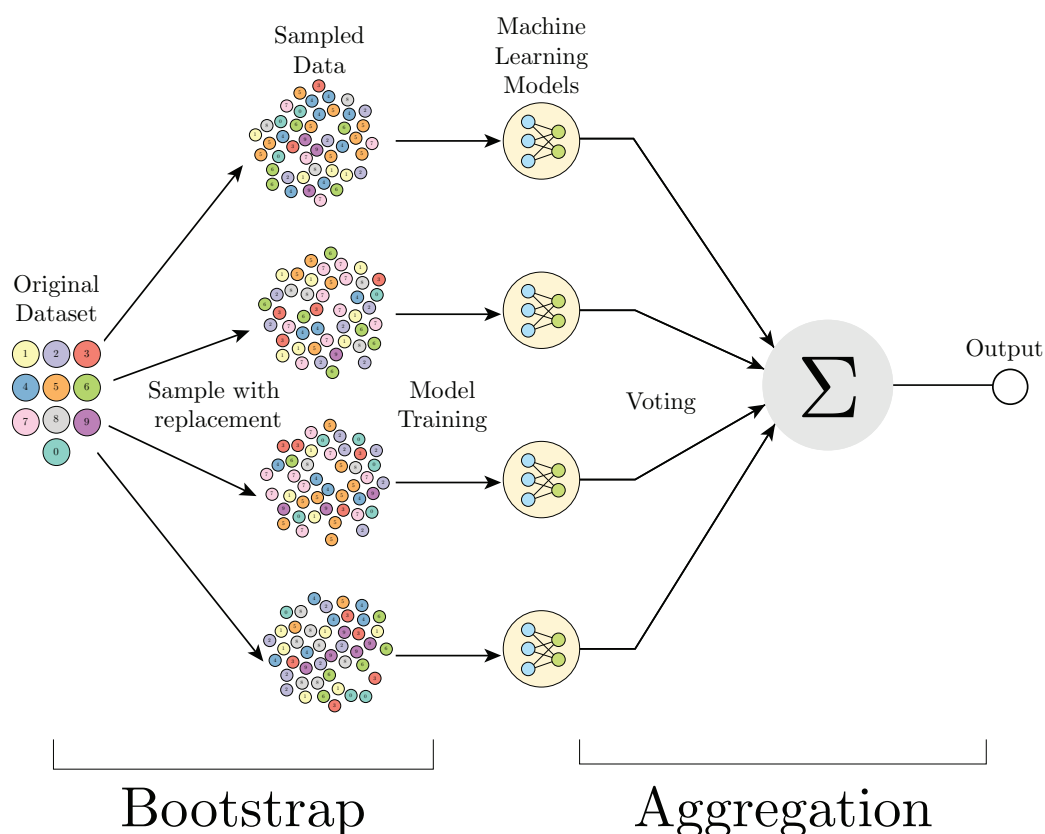 Sampled
Data
Machine
Learning
Models
Original
Dataset
1 2 3
4 5 6
7 8 9
0
Sample with
replacement
Model
Training
Voting
Σ
Output
Bootstrap
Aggregation